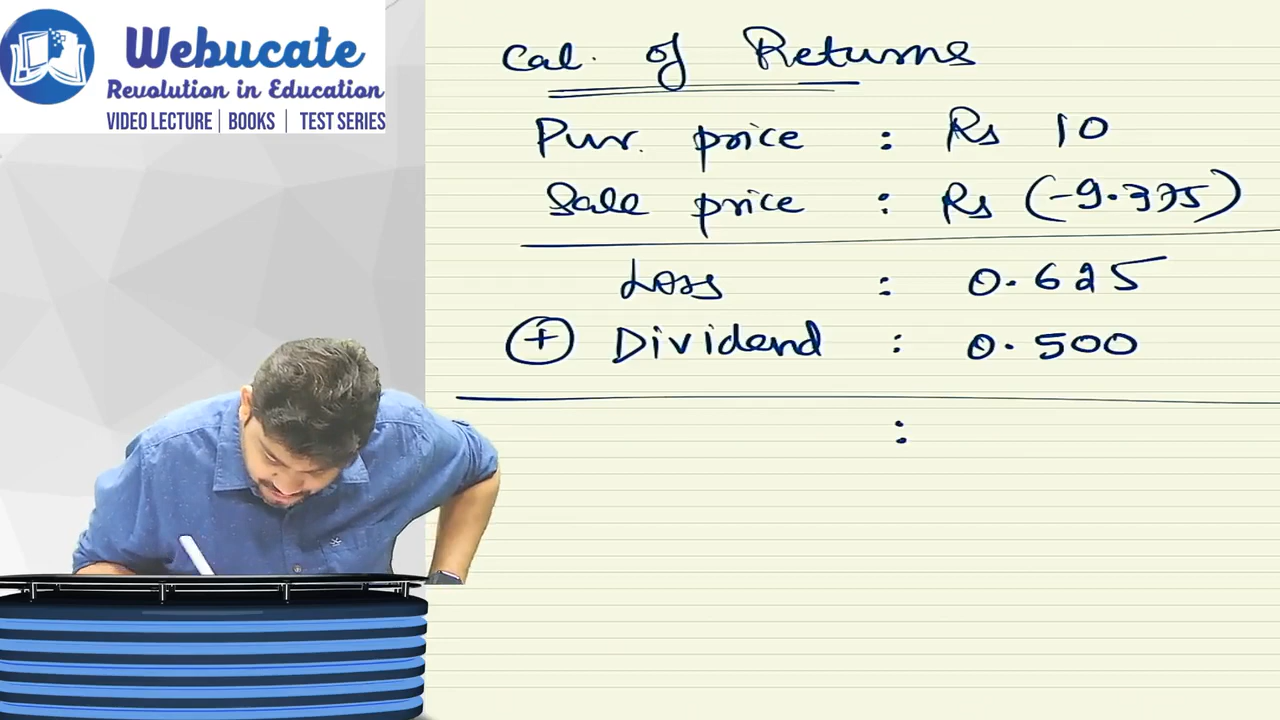 Webucate
Revolution in Education
VIDEO LECTURE | BOOKS | TEST SERIES
Cal. of Returns
Pur. price : Rs 10
Sale price : Rs (-9.375)
Loss : 0.625
(+) Dividend : 0.500
: